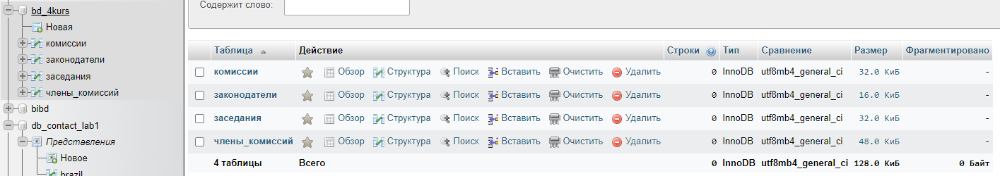 bd_4kurs
Новая
комиссии
законодатели
заседания
члены_комиссий
bibd
db_contact_lab1
Представления
Новое
brazil
Содержит слово:
Таблица Действие Строки Тип Сравнение Размер Фрагментировано
комиссии Обзор Структура Поиск Вставить Очистить Удалить 0 InnoDB utf8mb4_general_ci 32.0 КиБ -
законодатели Обзор Структура Поиск Вставить Очистить Удалить 0 InnoDB utf8mb4_general_ci 16.0 КиБ -
заседания Обзор Структура Поиск Вставить Очистить Удалить 0 InnoDB utf8mb4_general_ci 32.0 КиБ -
члены_комиссий Обзор Структура Поиск Вставить Очистить Удалить 0 InnoDB utf8mb4_general_ci 48.0 КиБ -
4 таблицы Всего 0 InnoDB utf8mb4_general_ci 128.0 КиБ 0 Байт